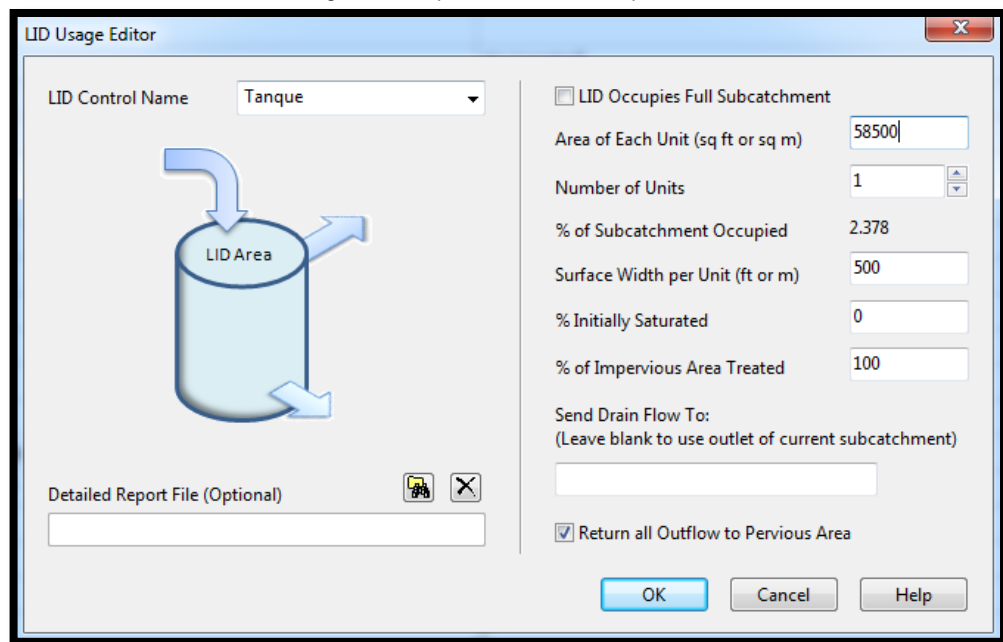 LID Usage Editor
LID Control Name
Tanque
LID Area
Detailed Report File (Optional)
LID Occupies Full Subcatchment
Area of Each Unit (sq ft or sq m)
58500
Number of Units
1
% of Subcatchment Occupied
2.378
Surface Width per Unit (ft or m)
500
% Initially Saturated
0
% of Impervious Area Treated
100
Send Drain Flow To:
(Leave blank to use outlet of current subcatchment)
Return all Outflow to Pervious Area
OK
Cancel
Help